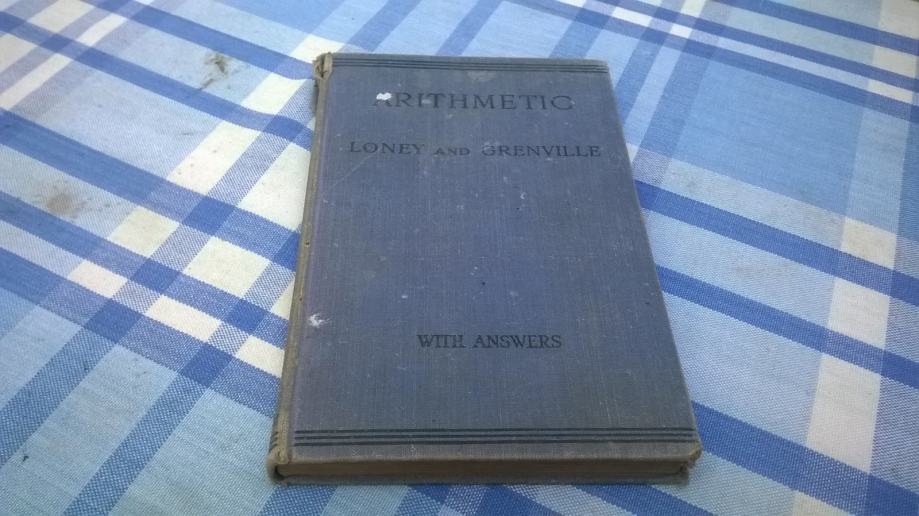 ARITHMETIC
LONEY AND GRENVILLE
WITH ANSWERS